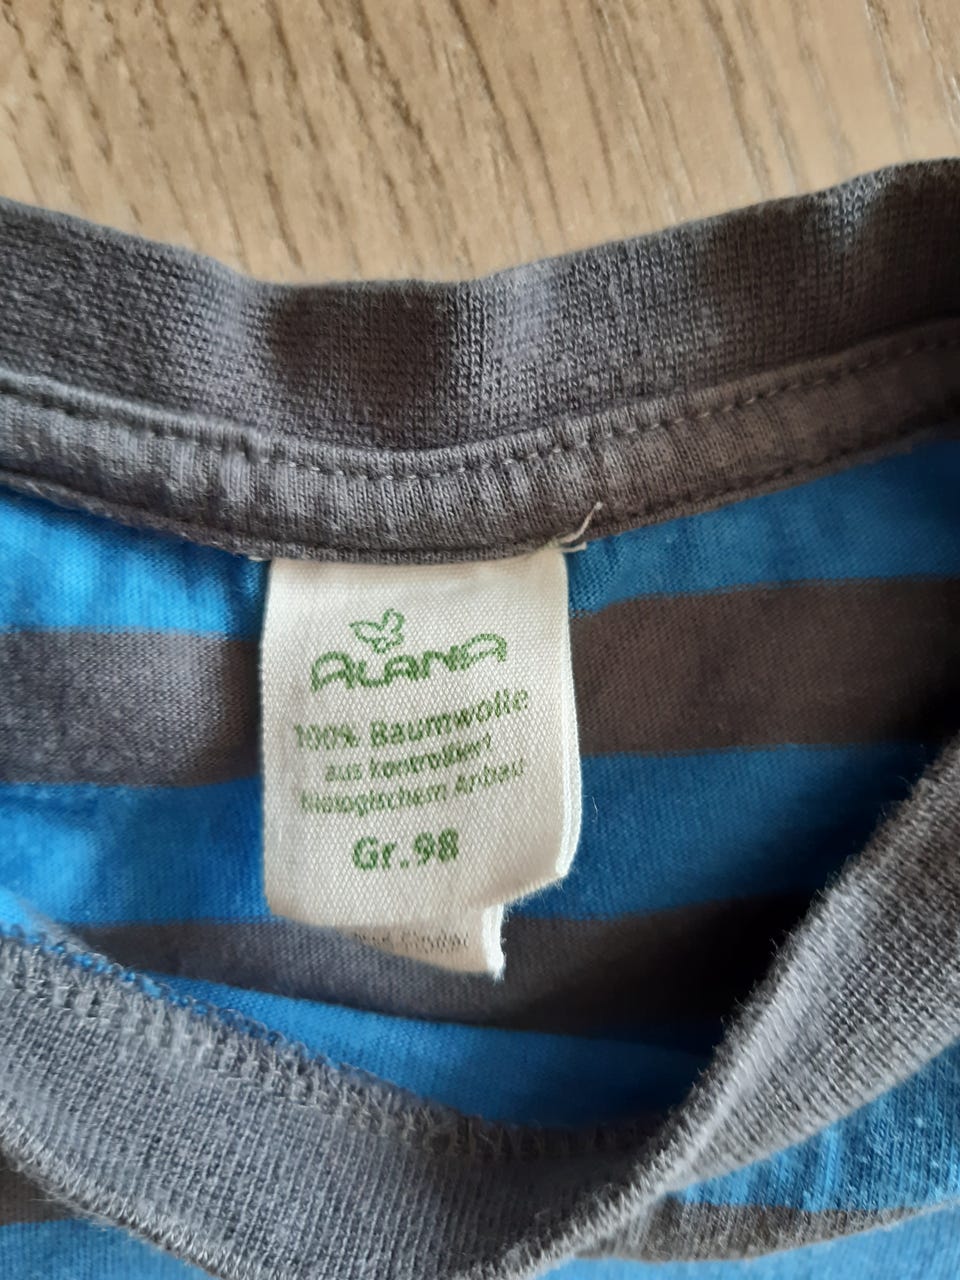 ALANA
100% Baumwolle
aus kontrolliert
biologischem Anbau
Gr.98